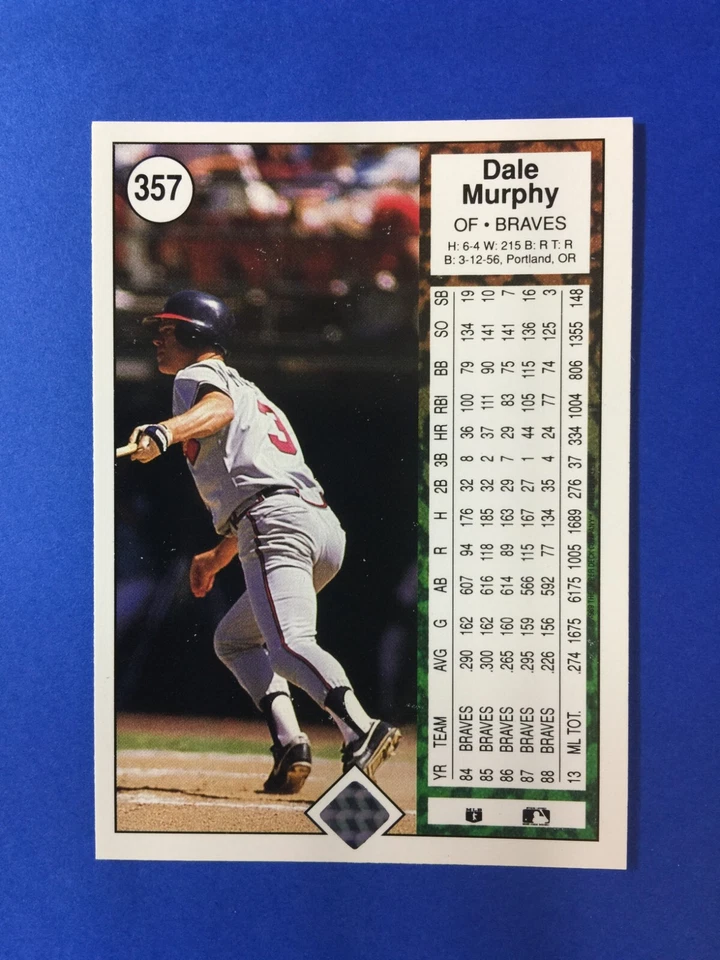 357
3
Dale
Murphy
OF • BRAVES
H: 6-4 W: 215 B: R T: R
B: 3-12-56, Portland, OR
YR TEAM AVG G AB R H 2B 3B HR RBI BB SO SB
84 BRAVES .290 162 607 94 176 32 8 36 100 79 134 19
85 BRAVES .300 162 616 118 185 32 2 37 111 90 141 10
86 BRAVES .265 160 614 89 163 29 7 29 83 75 141 7
87 BRAVES .295 159 566 115 167 27 1 44 105 115 136 16
88 BRAVES .226 156 592 77 134 35 4 24 77 74 125 3
13 ML TOT. .274 1675 6175 1005 1689 276 37 334 1004 806 1355 148